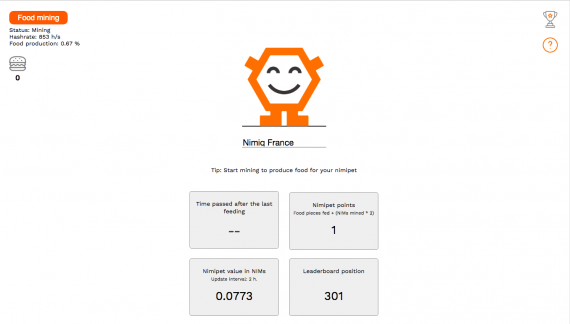 Food mining
Status: Mining
Hashrate: 853 h/s
Food production: 0.67 %
0
?
Nimiq France
Tip: Start mining to produce food for your nimipet
Time passed after the last
feeding
--
Nimipet points
Food pieces fed + (NIMs mined * 2)
1
Nimipet value in NIMs
Update interval: 2 h.
0.0773
Leaderboard position
301